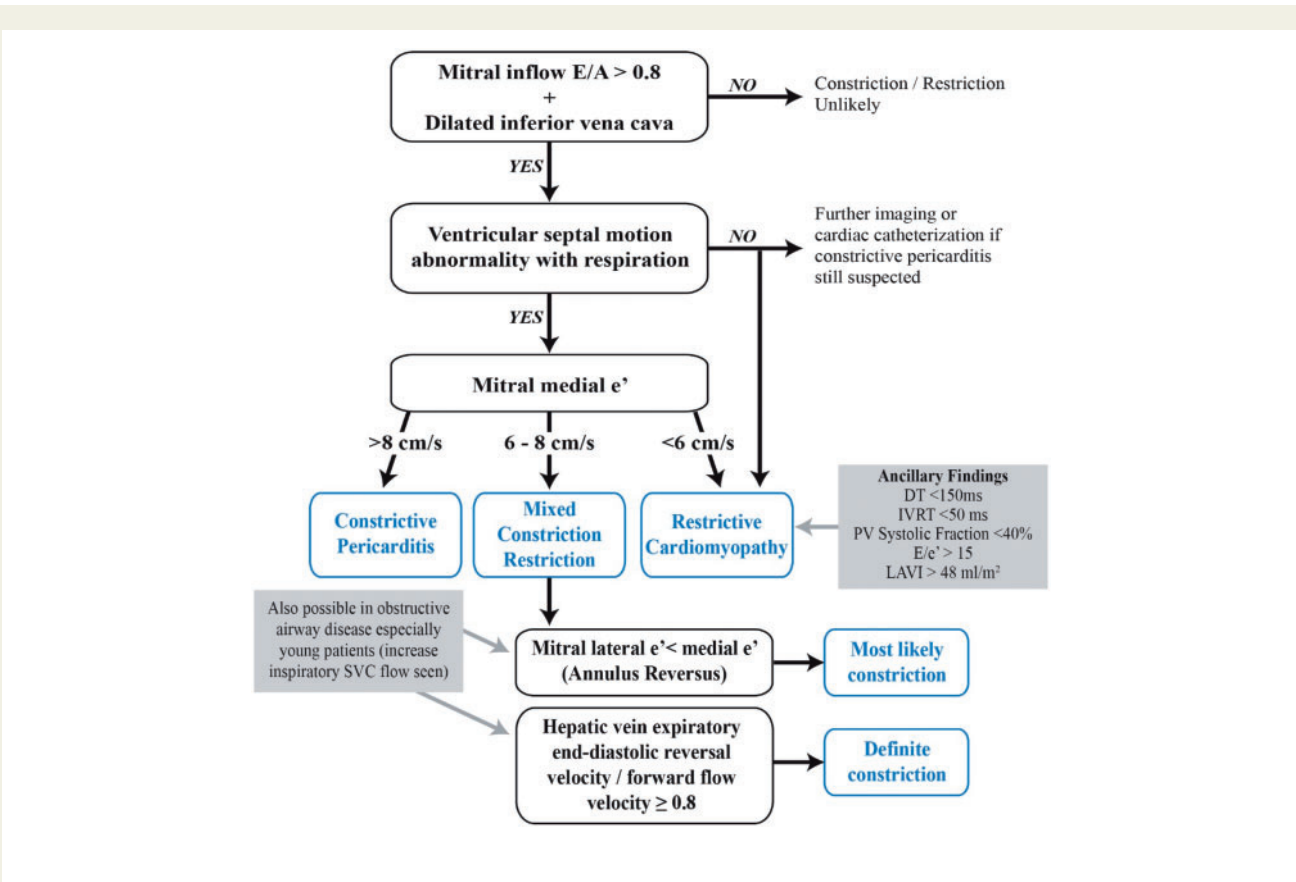 Mitral inflow E/A > 0.8
+
Dilated inferior vena cava
NO
Constriction / Restriction
Unlikely
YES
Ventricular septal motion
abnormality with respiration
NO
Further imaging or
cardiac catheterization if
constrictive pericarditis
still suspected
YES
Mitral medial e’
>8 cm/s
6 - 8 cm/s
<6 cm/s
Constrictive
Pericarditis
Mixed
Constriction
Restriction
Restrictive
Cardiomyopathy
Ancillary Findings
DT <150ms
IVRT <50 ms
PV Systolic Fraction <40%
E/e’ > 15
LAVI > 48 ml/m²
Also possible in obstructive
airway disease especially
young patients (increase
inspiratory SVC flow seen)
Mitral lateral e’< medial e’
(Annulus Reversus)
Most likely
constriction
Hepatic vein expiratory
end-diastolic reversal
velocity / forward flow
velocity ≥ 0.8
Definite
constriction